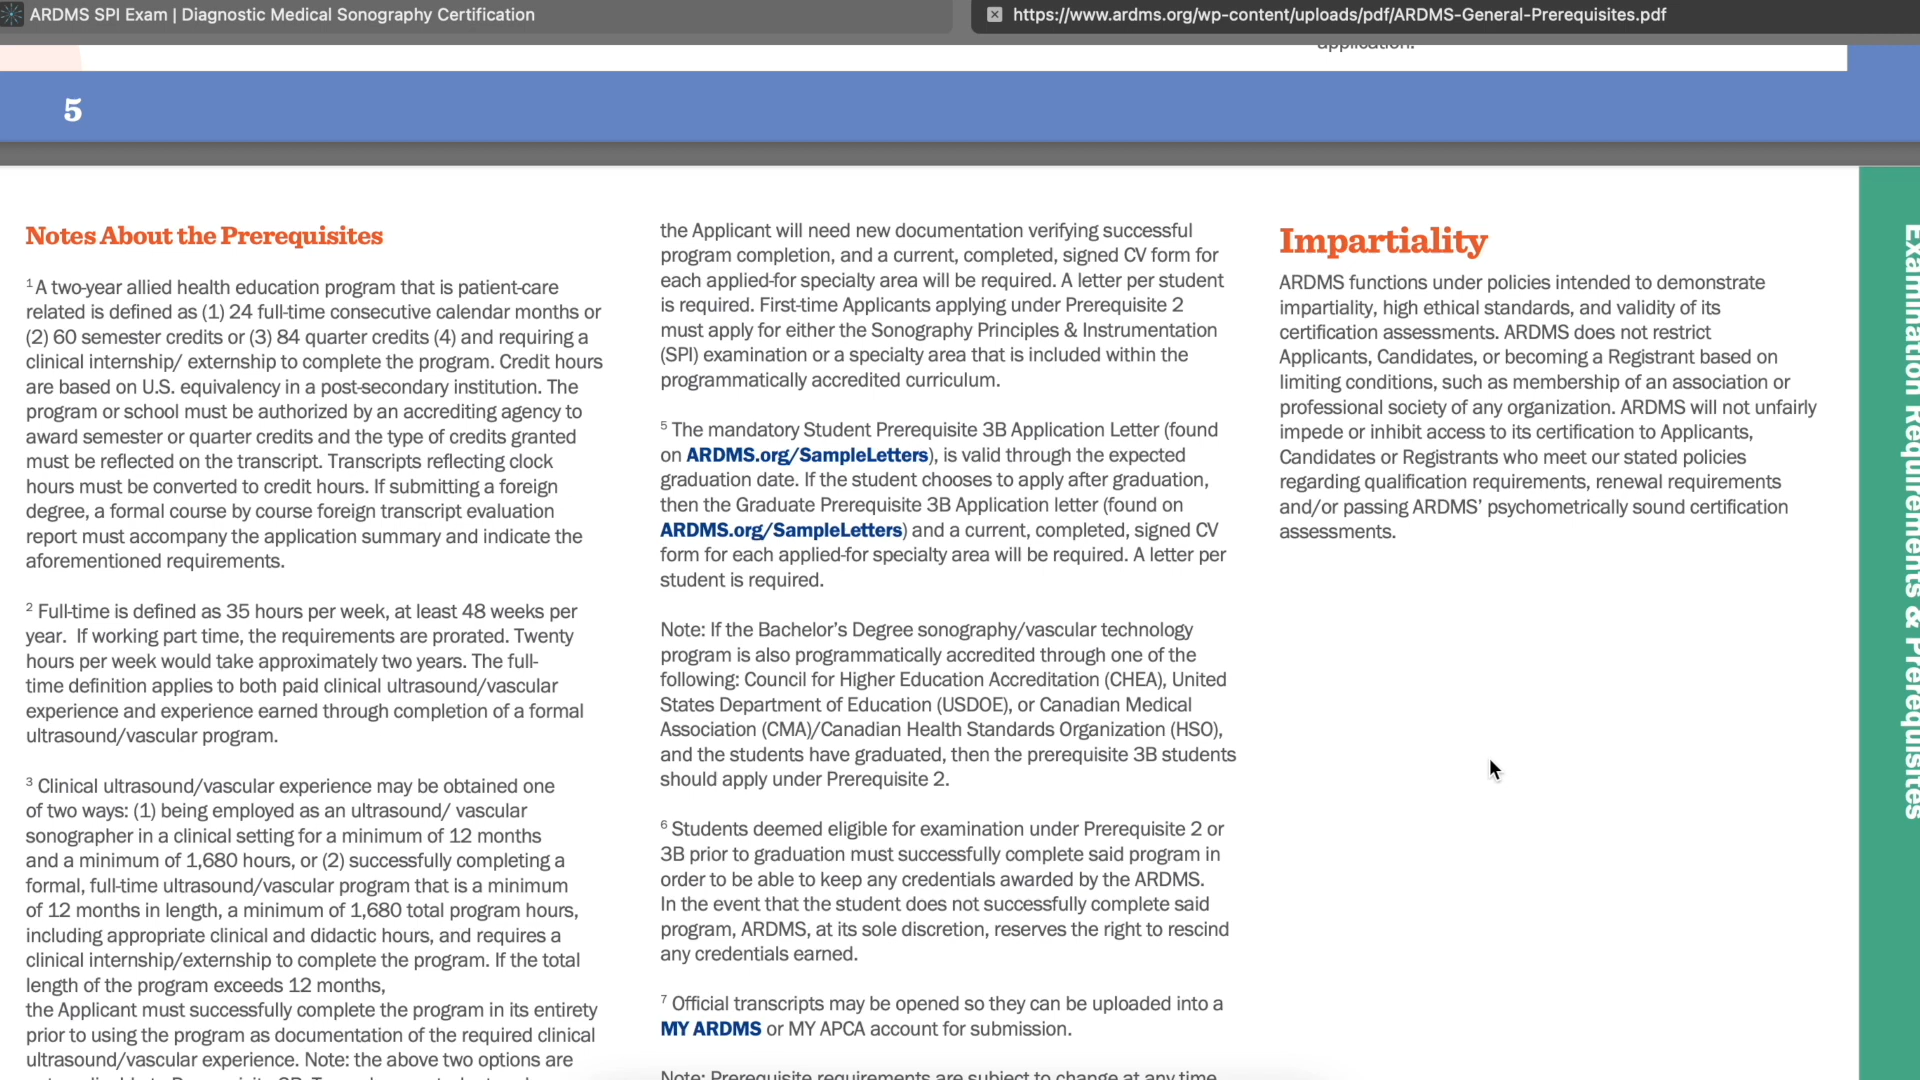 ARDMS SPI Exam | Diagnostic Medical Sonography Certification
https://www.ardms.org/wp-content/uploads/pdf/ARDMS-General-Prerequisites.pdf
application.
5
Notes About the Prerequisites
¹ A two-year allied health education program that is patient-care
related is defined as (1) 24 full-time consecutive calendar months or
(2) 60 semester credits or (3) 84 quarter credits (4) and requiring a
clinical internship/ externship to complete the program. Credit hours
are based on U.S. equivalency in a post-secondary institution. The
program or school must be authorized by an accrediting agency to
award semester or quarter credits and the type of credits granted
must be reflected on the transcript. Transcripts reflecting clock
hours must be converted to credit hours. If submitting a foreign
degree, a formal course by course foreign transcript evaluation
report must accompany the application summary and indicate the
aforementioned requirements.
² Full-time is defined as 35 hours per week, at least 48 weeks per
year. If working part time, the requirements are prorated. Twenty
hours per week would take approximately two years. The full-
time definition applies to both paid clinical ultrasound/vascular
experience and experience earned through completion of a formal
ultrasound/vascular program.
³ Clinical ultrasound/vascular experience may be obtained one
of two ways: (1) being employed as an ultrasound/ vascular
sonographer in a clinical setting for a minimum of 12 months
and a minimum of 1,680 hours, or (2) successfully completing a
formal, full-time ultrasound/vascular program that is a minimum
of 12 months in length, a minimum of 1,680 total program hours,
including appropriate clinical and didactic hours, and requires a
clinical internship/externship to complete the program. If the total
length of the program exceeds 12 months,
the Applicant must successfully complete the program in its entirety
prior to using the program as documentation of the required clinical
ultrasound/vascular experience. Note: the above two options are
the Applicant will need new documentation verifying successful
program completion, and a current, completed, signed CV form for
each applied-for specialty area will be required. A letter per student
is required. First-time Applicants applying under Prerequisite 2
must apply for either the Sonography Principles & Instrumentation
(SPI) examination or a specialty area that is included within the
programmatically accredited curriculum.
⁵ The mandatory Student Prerequisite 3B Application Letter (found
on ARDMS.org/SampleLetters), is valid through the expected
graduation date. If the student chooses to apply after graduation,
then the Graduate Prerequisite 3B Application letter (found on
ARDMS.org/SampleLetters) and a current, completed, signed CV
form for each applied-for specialty area will be required. A letter per
student is required.
Note: If the Bachelor's Degree sonography/vascular technology
program is also programmatically accredited through one of the
following: Council for Higher Education Accreditation (CHEA), United
States Department of Education (USDOE), or Canadian Medical
Association (CMA)/Canadian Health Standards Organization (HSO),
and the students have graduated, then the prerequisite 3B students
should apply under Prerequisite 2.
⁶ Students deemed eligible for examination under Prerequisite 2 or
3B prior to graduation must successfully complete said program in
order to be able to keep any credentials awarded by the ARDMS.
In the event that the student does not successfully complete said
program, ARDMS, at its sole discretion, reserves the right to rescind
any credentials earned.
⁷ Official transcripts may be opened so they can be uploaded into a
MY ARDMS or MY APCA account for submission.
Note: Prerequisite requirements are subject to change at any time
Impartiality
ARDMS functions under policies intended to demonstrate
impartiality, high ethical standards, and validity of its
certification assessments. ARDMS does not restrict
Applicants, Candidates, or becoming a Registrant based on
limiting conditions, such as membership of an association or
professional society of any organization. ARDMS will not unfairly
impede or inhibit access to its certification to Applicants,
Candidates or Registrants who meet our stated policies
regarding qualification requirements, renewal requirements
and/or passing ARDMS' psychometrically sound certification
assessments.
Examination Requirements & Prerequisites